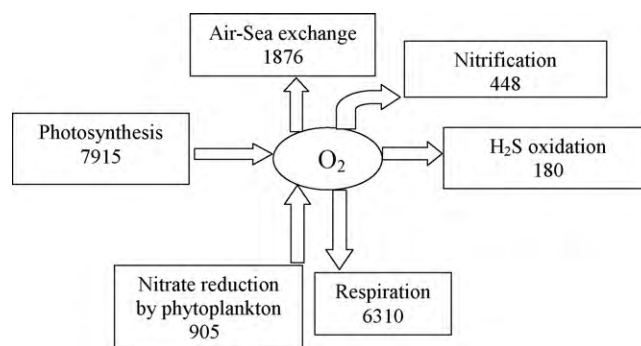 Air-Sea exchange
1876
Nitrification
448
Photosynthesis
7915
O₂
H₂S oxidation
180
Nitrate reduction
by phytoplankton
905
Respiration
6310